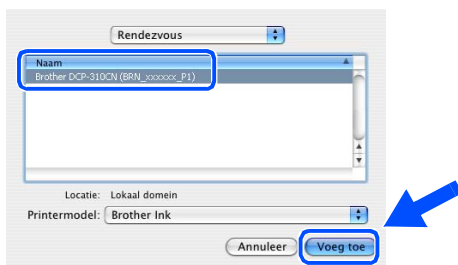 Rendezvous
Naam
Brother DCP-310CN (BRN_xxxxxx_P1)
Locatie: Lokaal domein
Printermodel: Brother Ink
Annuleer Voeg toe